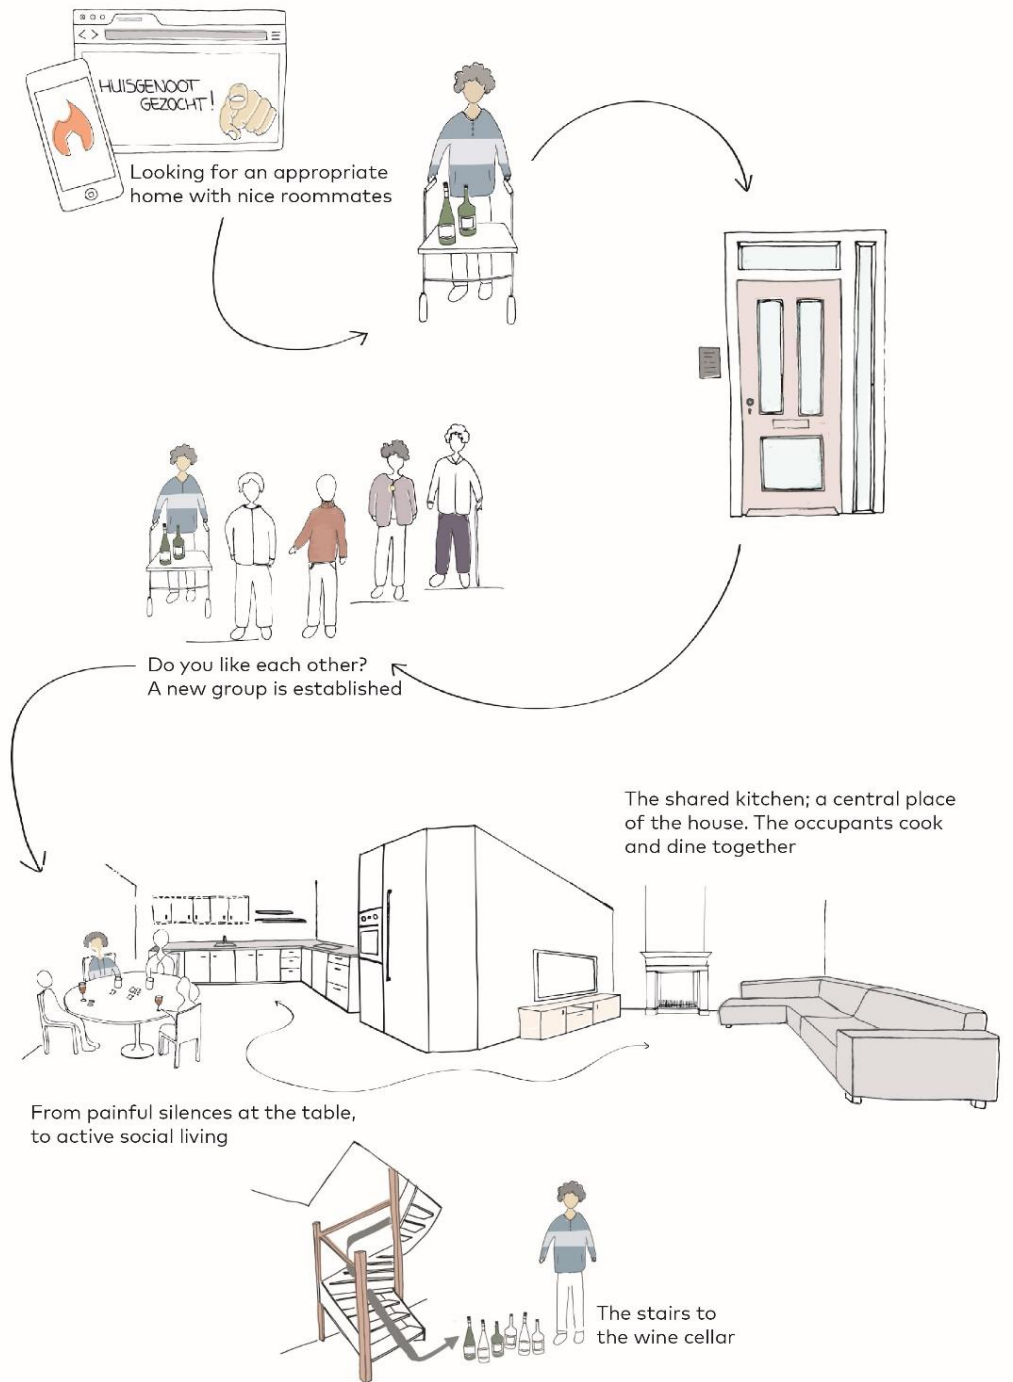 HUISGENOOT
GEZOCHT!
Looking for an appropriate
home with nice roommates
Do you like each other?
A new group is established
The shared kitchen; a central place
of the house. The occupants cook
and dine together
From painful silences at the table,
to active social living
The stairs to
the wine cellar